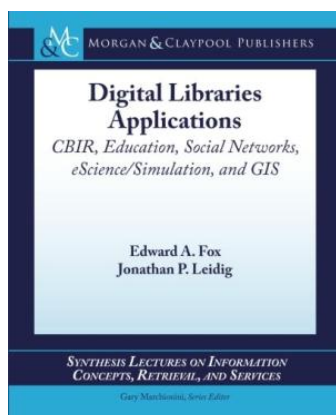 M&C MORGAN & CLAYPOOL PUBLISHERS
Digital Libraries
Applications
CBIR, Education, Social Networks,
eScience/Simulation, and GIS
Edward A. Fox
Jonathan P. Leidig
SYNTHESIS LECTURES ON INFORMATION
CONCEPTS, RETRIEVAL, AND SERVICES
Gary Marchionini, Series Editor